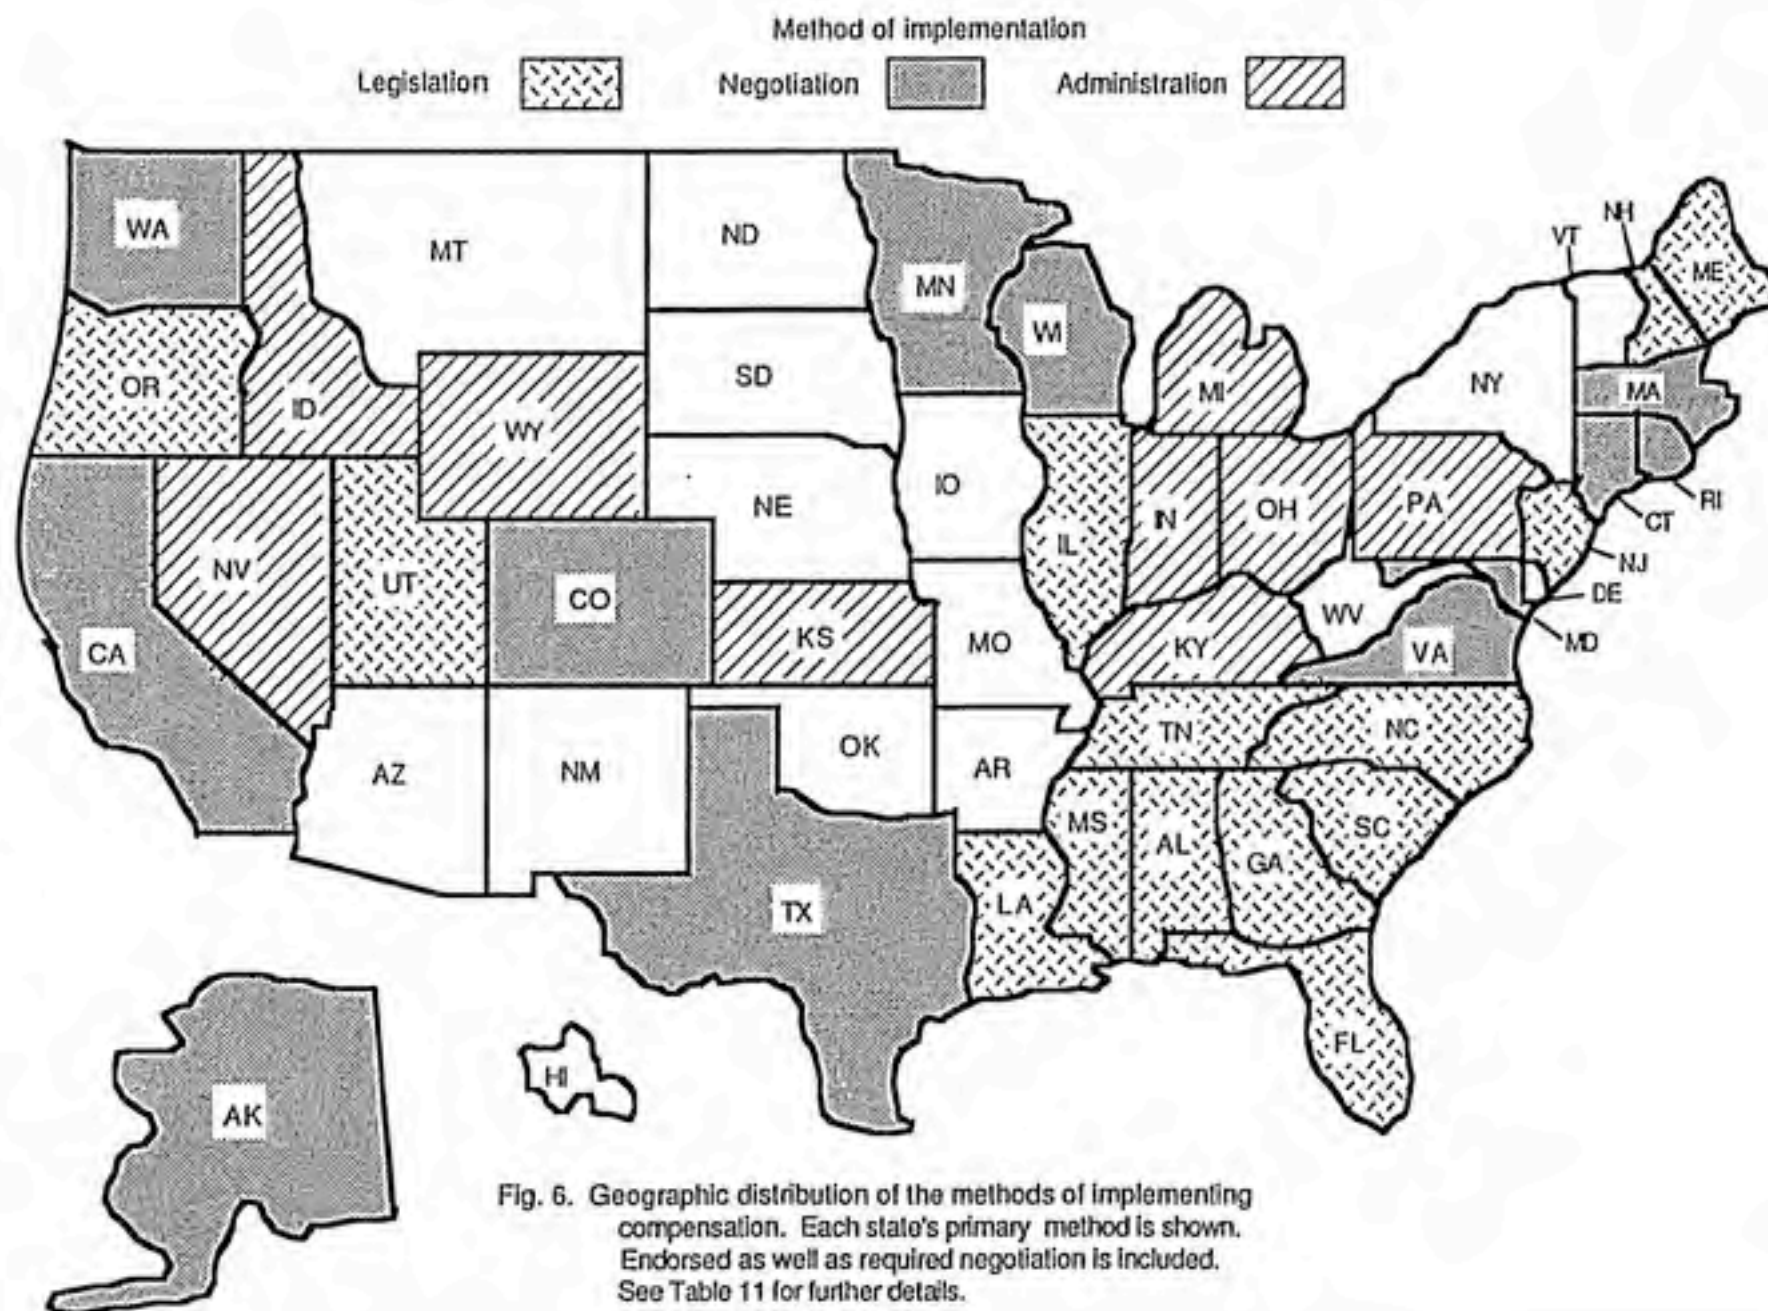 Method of implementation
Legislation Negotiation Administration
WA
MT
ND
MN
WI
MI
VT
NH
ME
OR
ID
WY
SD
NY
MA
NV
UT
CO
NE
IO
IL
IN
OH
PA
RI
CT
NJ
DE
MD
CA
KS
MO
KY
WV
VA
AZ
NM
OK
AR
TN
NC
TX
LA
MS
AL
GA
SC
FL
AK
HI
Fig. 6. Geographic distribution of the methods of implementing
compensation. Each state's primary method is shown.
Endorsed as well as required negotiation is included.
See Table 11 for further details.